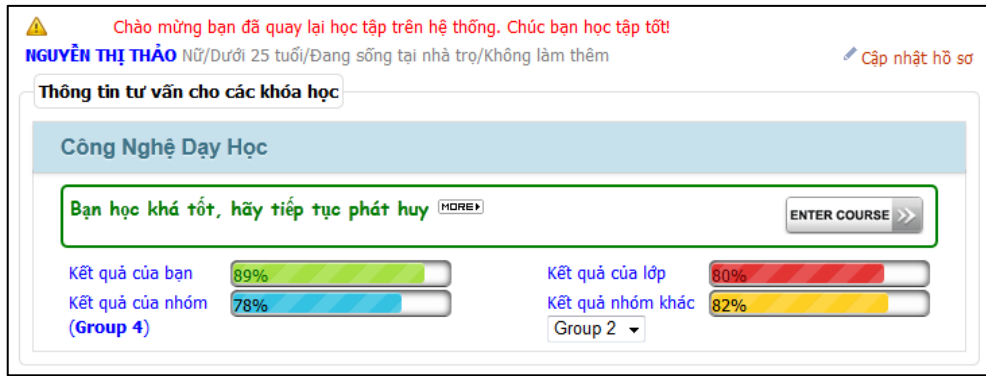 Chào mừng bạn đã quay lại học tập trên hệ thống. Chúc bạn học tập tốt!
NGUYỄN THỊ THẢO Nữ/Dưới 25 tuổi/Đang sống tại nhà trọ/Không làm thêm Cập nhật hồ sơ
Thông tin tư vấn cho các khóa học
Công Nghệ Dạy Học
Bạn học khá tốt, hãy tiếp tục phát huy MORE
ENTER COURSE
Kết quả của bạn 89% Kết quả của lớp 80%
Kết quả của nhóm 78% Kết quả nhóm khác 82%
(Group 4) Group 2